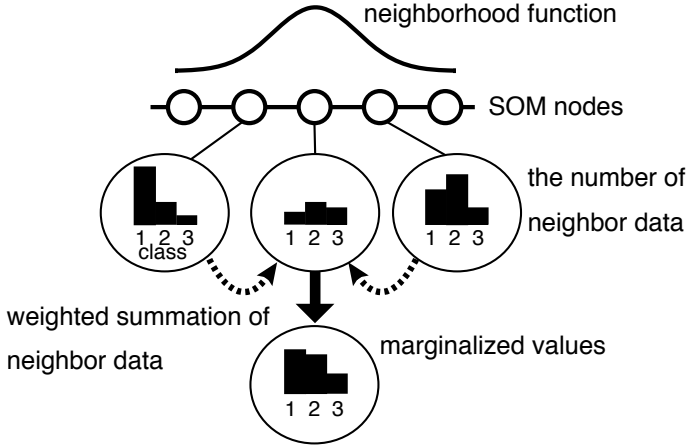 neighborhood function
SOM nodes
the number of
neighbor data
1 2 3
class
1 2 3
1 2 3
weighted summation of
neighbor data
marginalized values
1 2 3